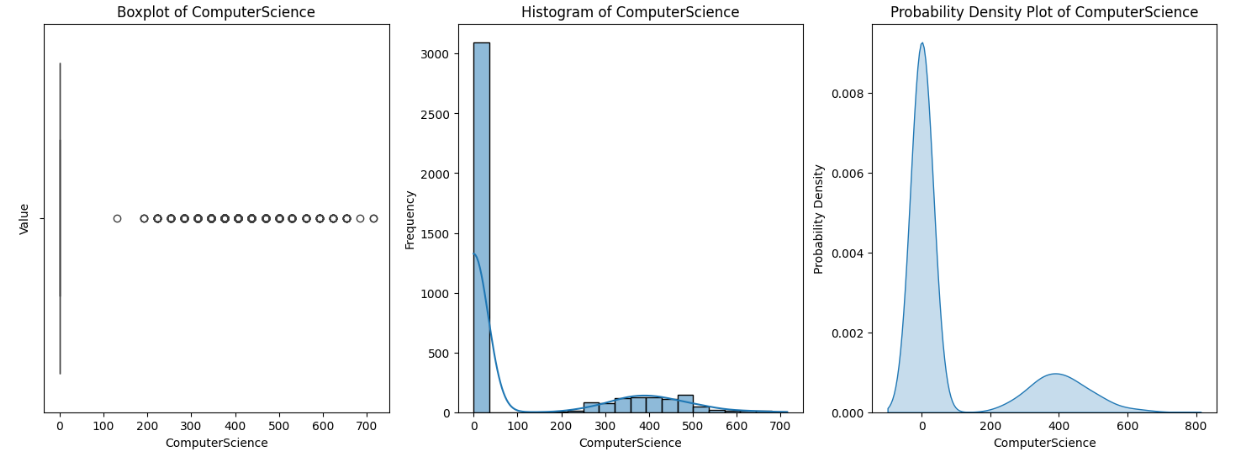 Boxplot of ComputerScience
Value
0 100 200 300 400 500 600 700
ComputerScience
Histogram of ComputerScience
Frequency
3000
2500
2000
1500
1000
500
0
0 100 200 300 400 500 600 700
ComputerScience
Probability Density Plot of ComputerScience
Probability Density
0.008
0.006
0.004
0.002
0.000
0 200 400 600 800
ComputerScience